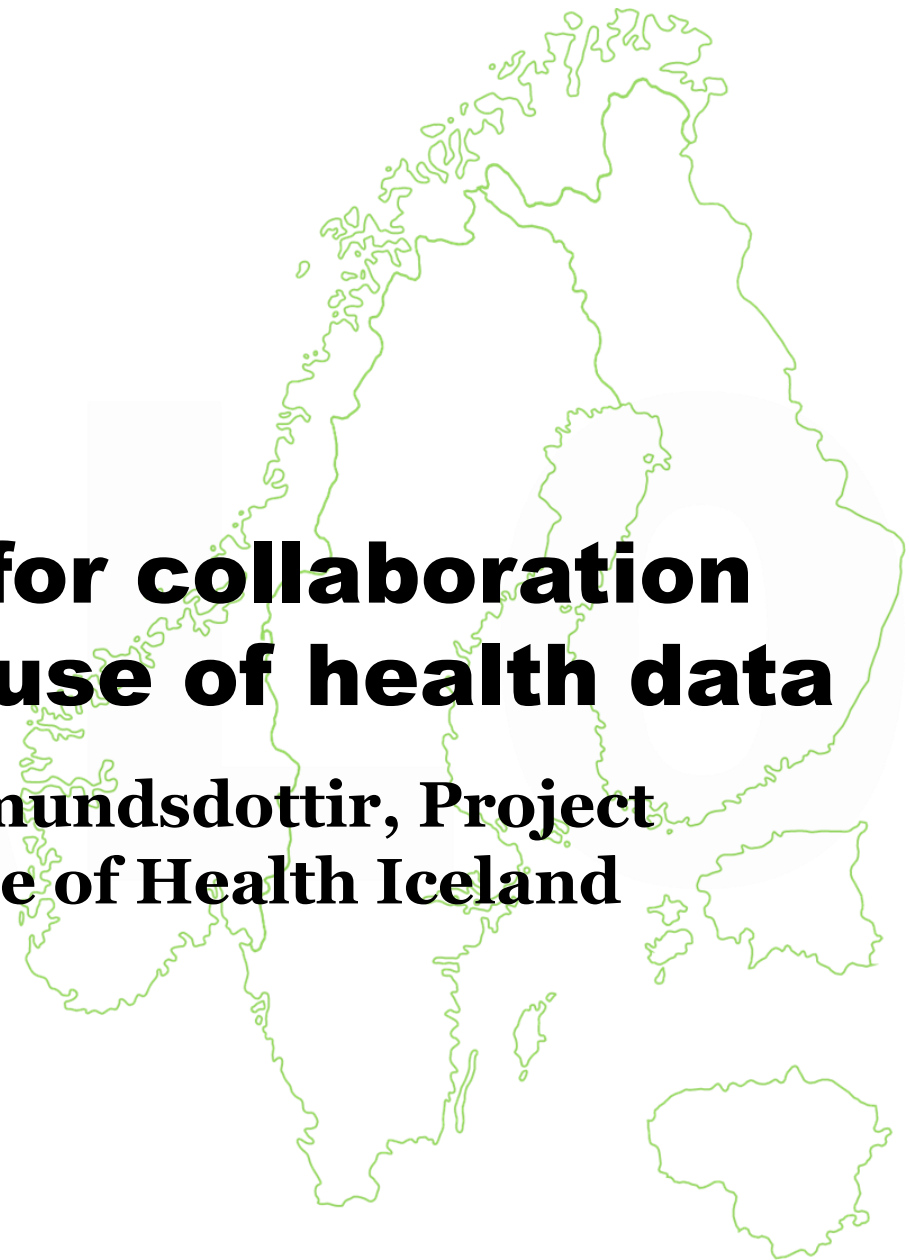 for collaboration
use of health data
mundsdottir, Project
e of Health Iceland